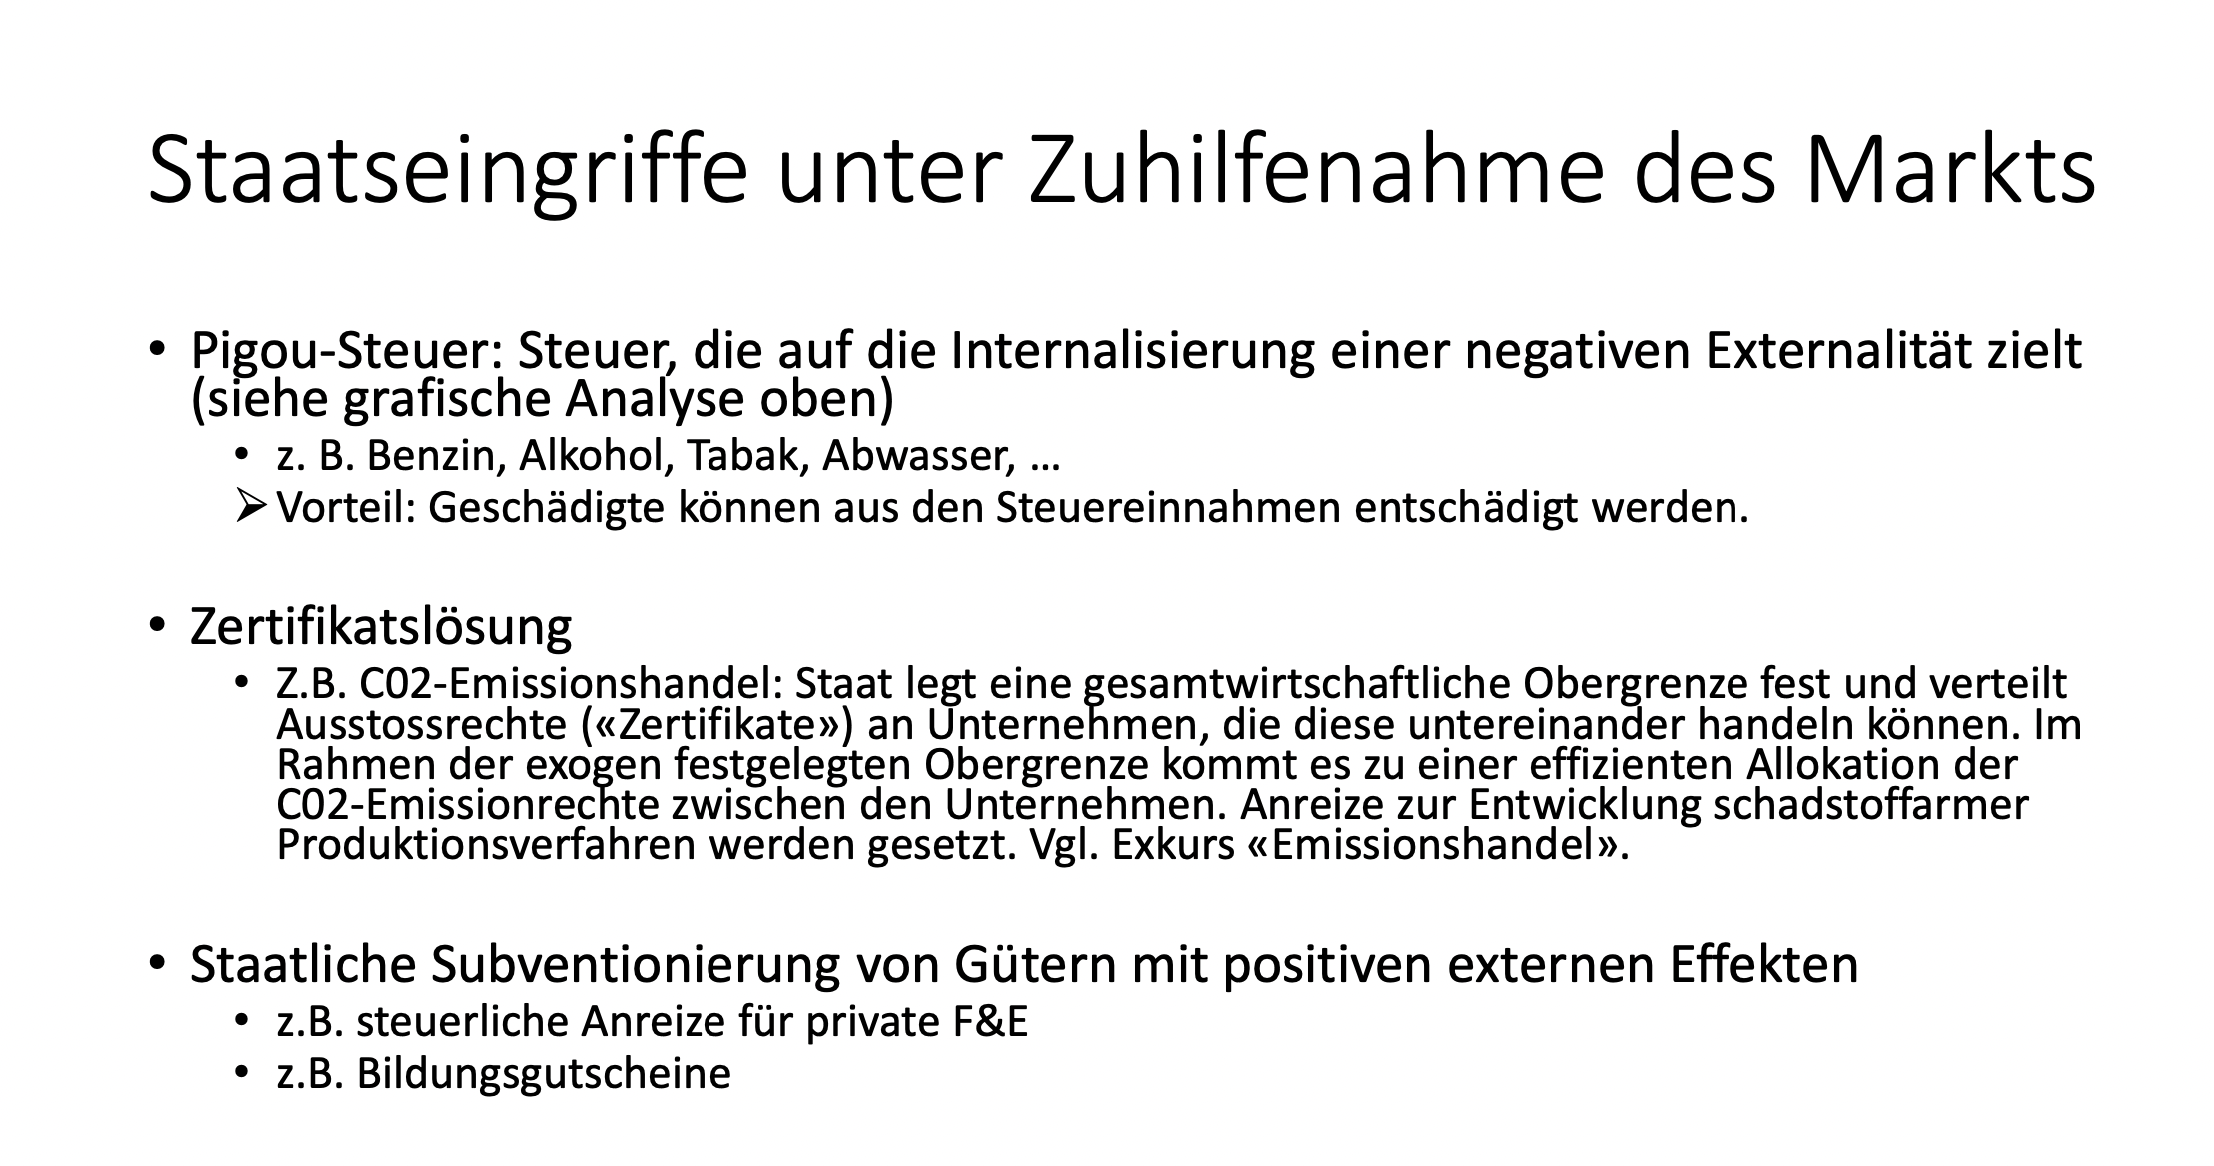 Staatseingriffe unter Zuhilfenahme des Markts
• Pigou-Steuer: Steuer, die auf die Internalisierung einer negativen Externalität zielt
(siehe grafische Analyse oben)
• z. B. Benzin, Alkohol, Tabak, Abwasser, …
➢ Vorteil: Geschädigte können aus den Steuereinnahmen entschädigt werden.
• Zertifikatslösung
• Z.B. C02-Emissionshandel: Staat legt eine gesamtwirtschaftliche Obergrenze fest und verteilt
Ausstossrechte («Zertifikate») an Unternehmen, die diese untereinander handeln können. Im
Rahmen der exogen festgelegten Obergrenze kommt es zu einer effizienten Allokation der
C02-Emissionrechte zwischen den Unternehmen. Anreize zur Entwicklung schadstoffarmer
Produktionsverfahren werden gesetzt. Vgl. Exkurs «Emissionshandel».
• Staatliche Subventionierung von Gütern mit positiven externen Effekten
• z.B. steuerliche Anreize für private F&E
• z.B. Bildungsgutscheine